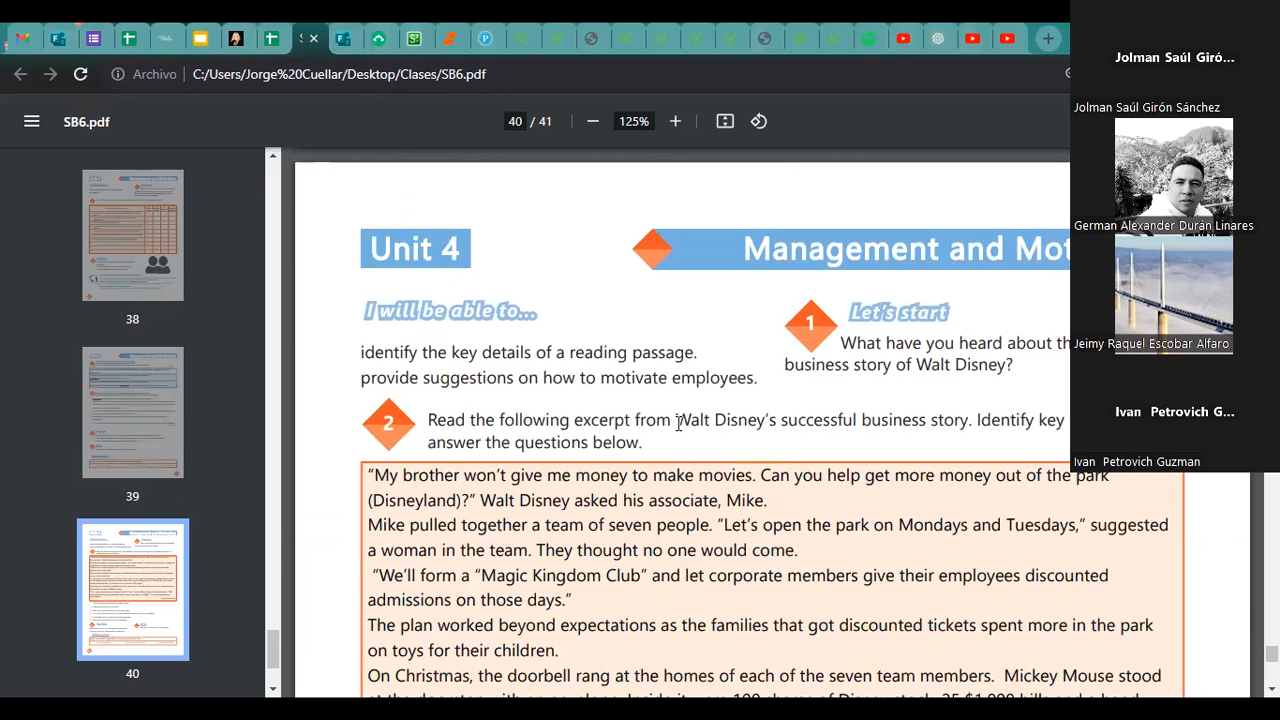 Archivo
C:/Users/Jorge%20Cuellar/Desktop/Clases/SB6.pdf
SB6.pdf
40 / 41
125%
38
39
40
Unit 4
Management and Mot
I will be able to...
identify the key details of a reading passage.
provide suggestions on how to motivate employees.
1
Let's start
What have you heard about th
business story of Walt Disney?
2
Read the following excerpt from Walt Disney's successful business story. Identify key
answer the questions below.
“My brother won’t give me money to make movies. Can you help get more money out of the park
(Disneyland)?” Walt Disney asked his associate, Mike.
Mike pulled together a team of seven people. “Let’s open the park on Mondays and Tuesdays,” suggested
a woman in the team. They thought no one would come.
“We’ll form a “Magic Kingdom Club” and let corporate members give their employees discounted
admissions on those days.”
The plan worked beyond expectations as the families that got discounted tickets spent more in the park
on toys for their children.
On Christmas, the doorbell rang at the homes of each of the seven team members. Mickey Mouse stood
Jolman Saúl Giró...
Jolman Saúl Girón Sánchez
German Alexander Durán Linares
Jeimy Raquel Escobar Alfaro
Ivan Petrovich G...
Ivan Petrovich Guzman